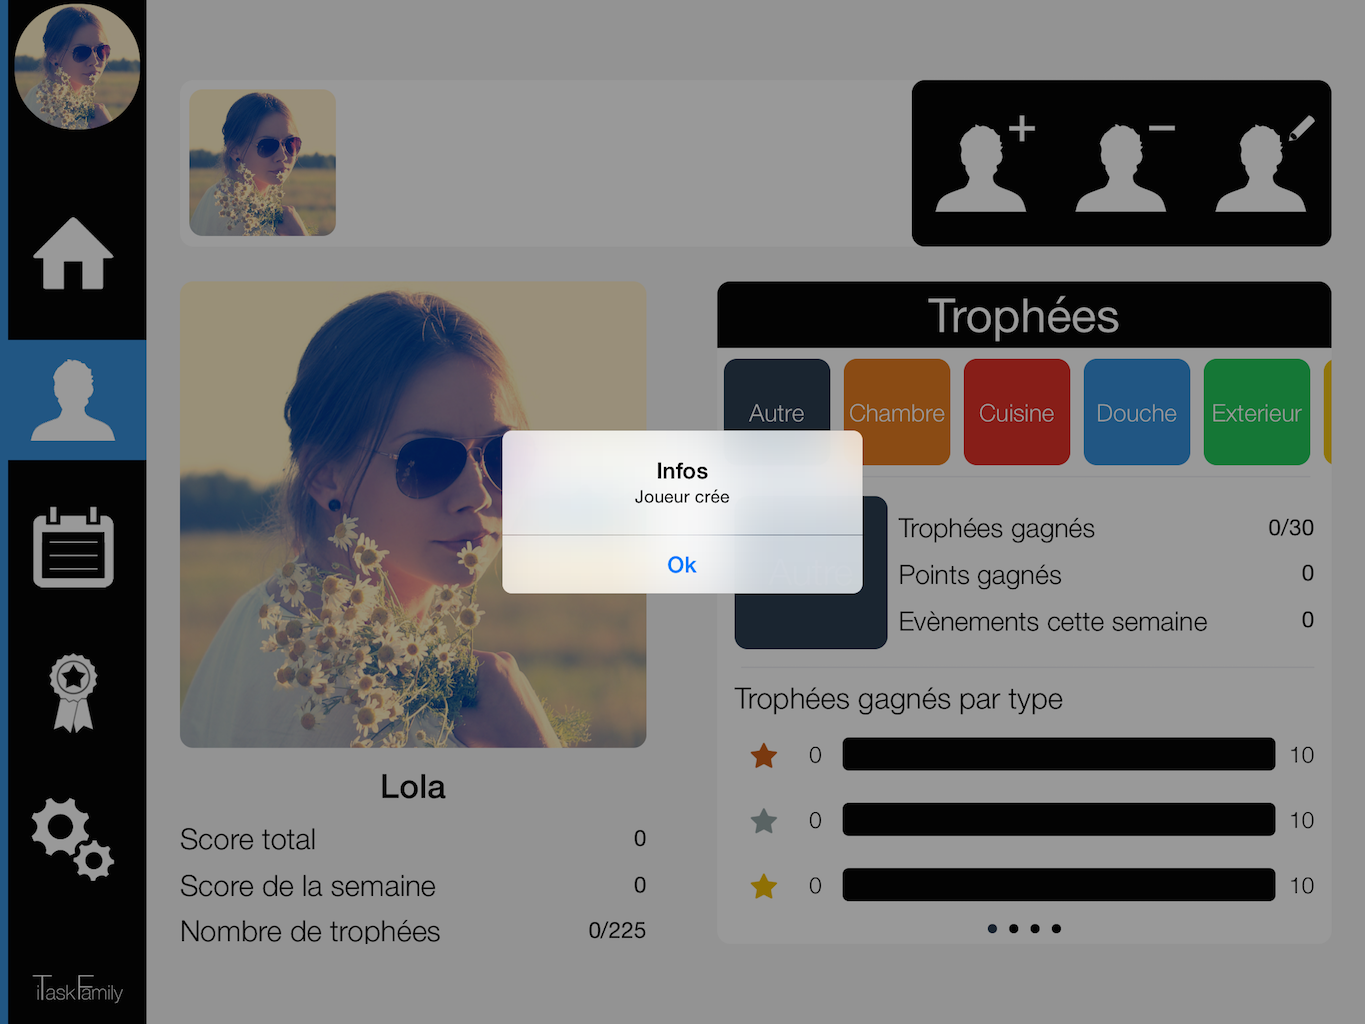 Trophées
Autre
Chambre
Cuisine
Douche
Exterieur
Infos
Joueur crée
Ok
Trophées gagnés 0/30
Points gagnés 0
Evènements cette semaine 0
Trophées gagnés par type
0 10
0 10
0 10
Lola
Score total 0
Score de la semaine 0
Nombre de trophées 0/225
iTaskFamily